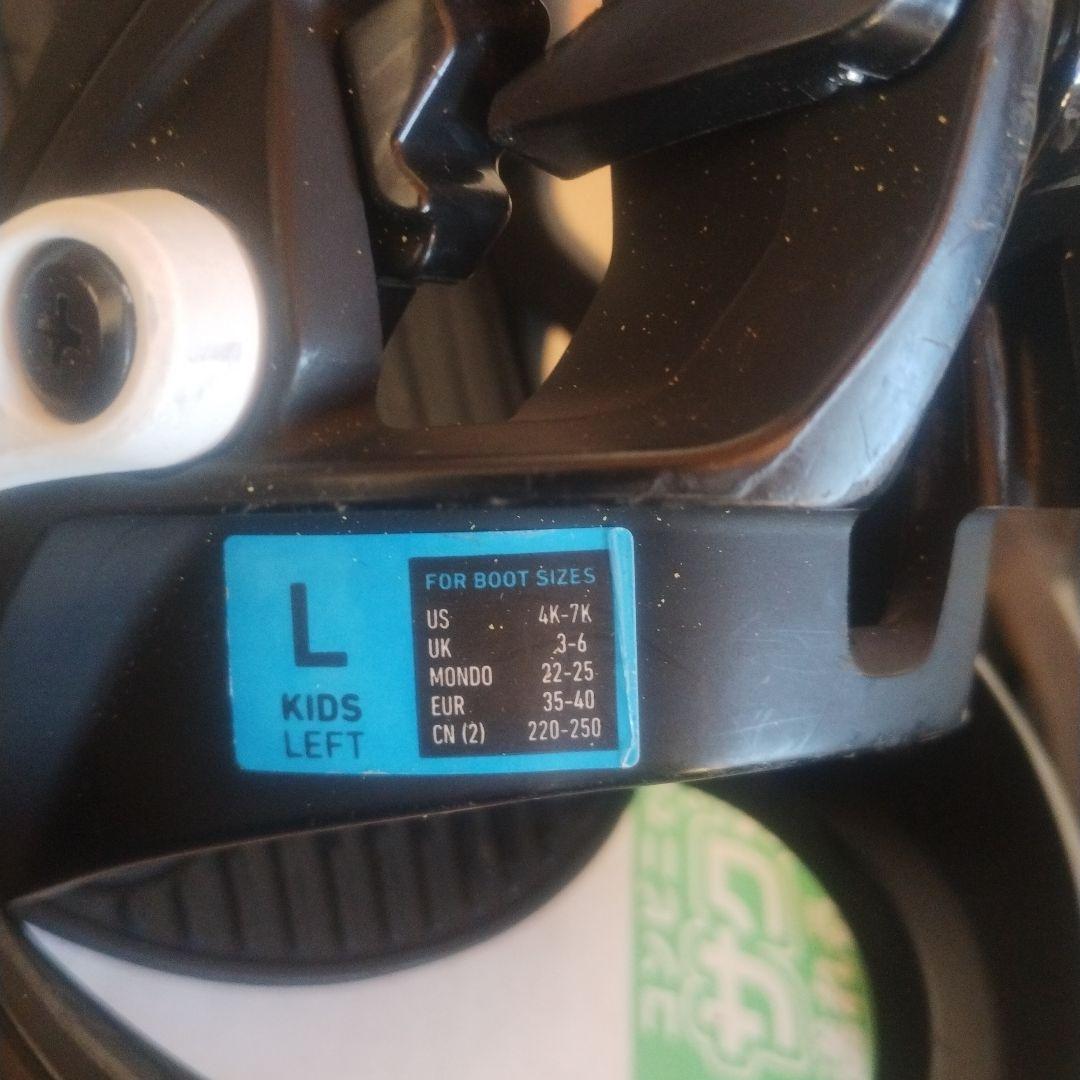 L
KIDS
LEFT
FOR BOOT SIZES
US 4K-7K
UK 3-6
MONDO 22-25
EUR 35-40
CN (2) 220-250